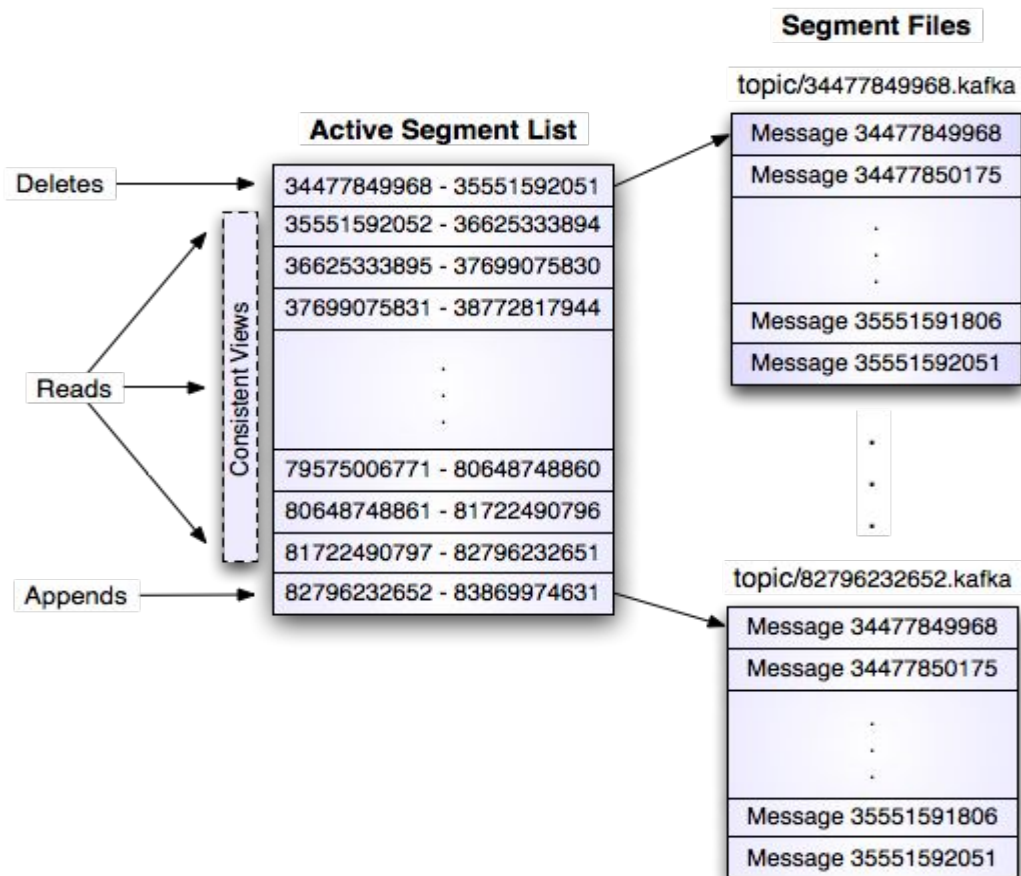 Segment Files
topic/34477849968.kafka
Active Segment List
Message 34477849968
Deletes
34477849968 - 35551592051
Message 34477850175
35551592052 - 36625333894
.
.
.
36625333895 - 37699075830
37699075831 - 38772817944
Message 35551591806
Message 35551592051
Reads
Consistent Views
.
.
.
.
.
.
79575006771 - 80648748860
80648748861 - 81722490796
81722490797 - 82796232651
Appends
82796232652 - 83869974631
topic/82796232652.kafka
Message 34477849968
Message 34477850175
.
.
.
Message 35551591806
Message 35551592051